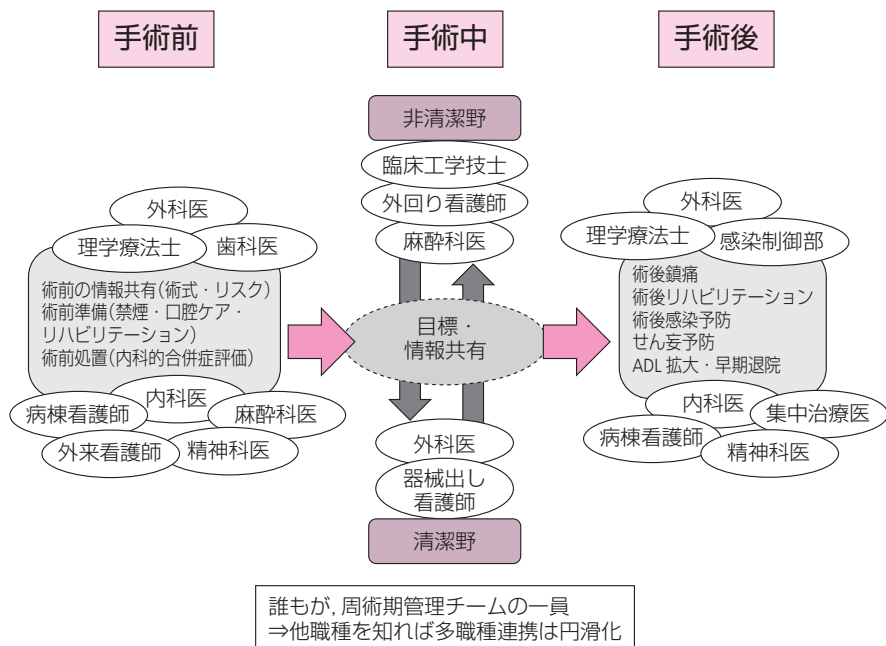 手術前
手術中
手術後
外科医
理学療法士
歯科医
術前の情報共有(術式・リスク)
術前準備(禁煙・口腔ケア・
リハビリテーション)
術前処置(内科的合併症評価)
内科医
病棟看護師
麻酔科医
外来看護師
精神科医
非清潔野
臨床工学技士
外回り看護師
麻酔科医
目標・
情報共有
外科医
器械出し
看護師
清潔野
外科医
理学療法士
感染制御部
術後鎮痛
術後リハビリテーション
術後感染予防
せん妄予防
ADL 拡大・早期退院
内科医
集中治療医
病棟看護師
精神科医
誰もが, 周術期管理チームの一員
⇒他職種を知れば多職種連携は円滑化